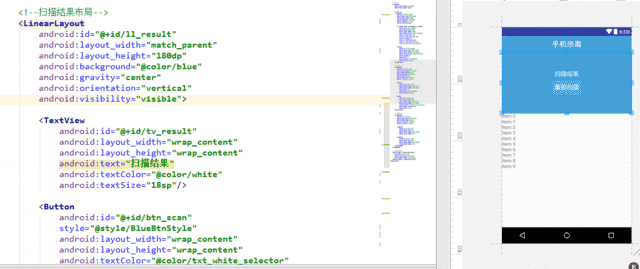 <!--扫描结果布局-->
<LinearLayout
android:id="@+id/ll_result"
android:layout_width="match_parent"
android:layout_height="180dp"
android:background="@color/blue"
android:gravity="center"
android:orientation="vertical"
android:visibility="visible">
<TextView
android:id="@+id/tv_result"
android:layout_width="wrap_content"
android:layout_height="wrap_content"
android:text="扫描结果"
android:textColor="@color/white"
android:textSize="18sp"/>
<Button
android:id="@+id/btn_scan"
style="@style/BlueBtnStyle"
android:layout_width="wrap_content"
android:layout_height="wrap_content"
android:textColor="@color/txt_white_selector"
6:00
手机杀毒
扫描结果
重新扫描
Item 0
Item 1
Item 2
Item 3
Item 4
Item 5
Item 6
Item 7
Item 8
Item 9